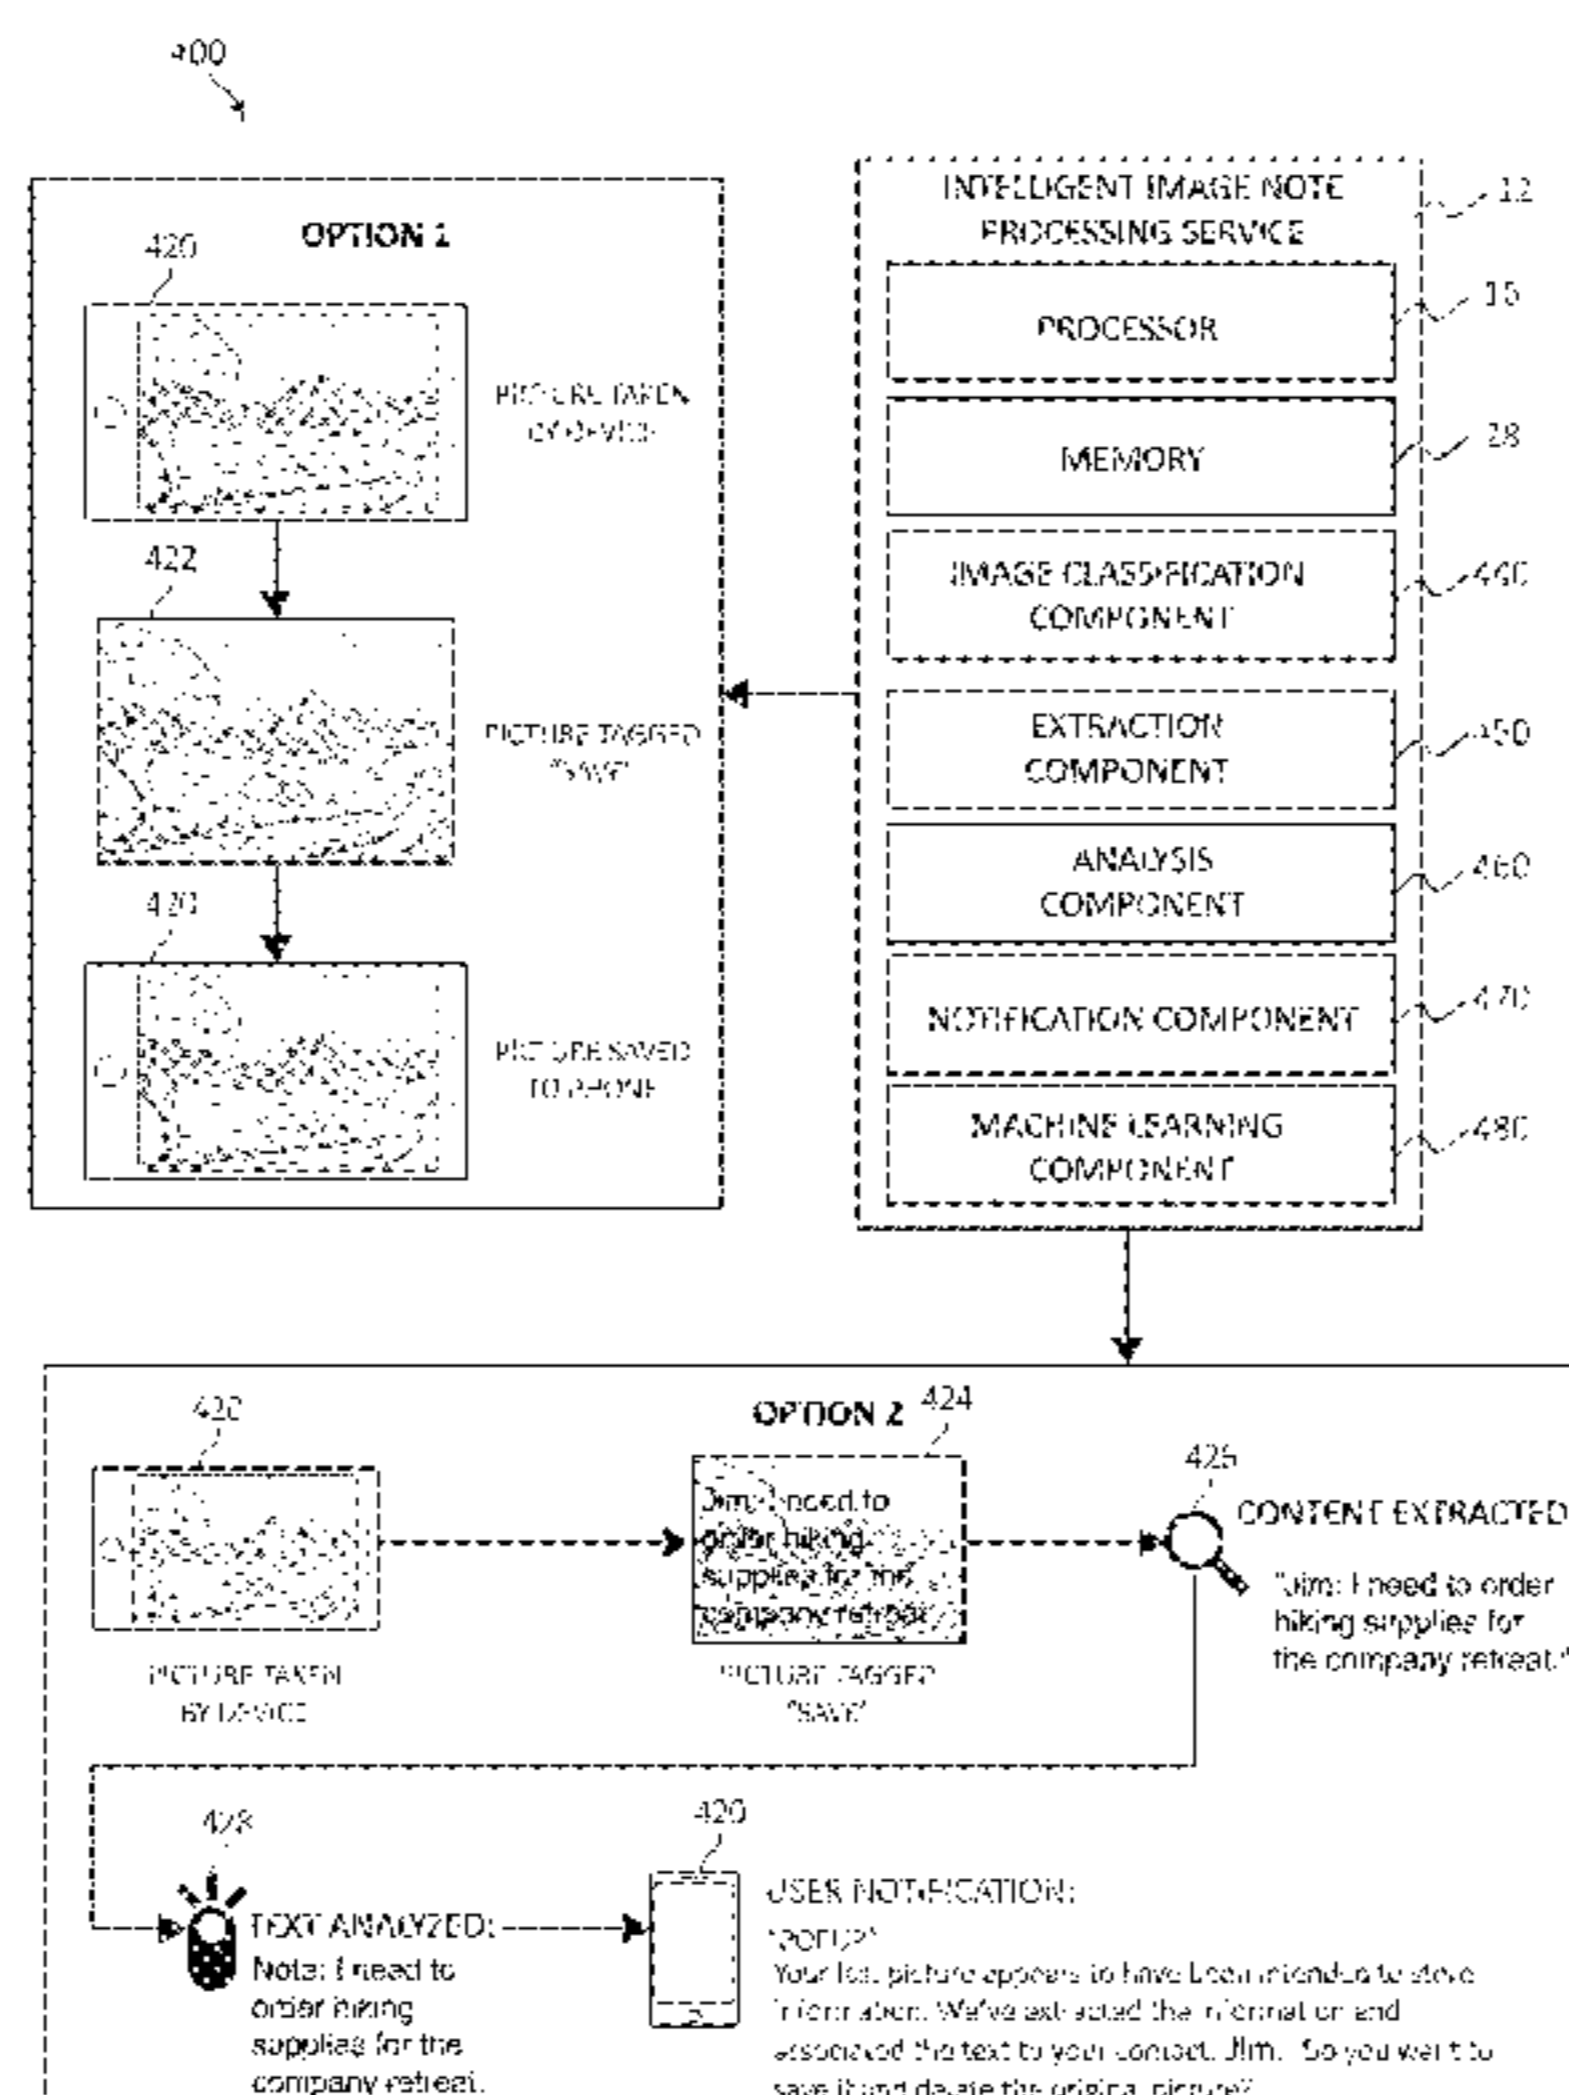 400
OPTION 1
420
PICTURE TAKEN
BY DEVICE
422
PICTURE TAGGED
"SAVE"
420
PICTURE SAVED
TO PHONE
INTELLIGENT IMAGE NOTE
PROCESSING SERVICE
12
PROCESSOR
16
MEMORY
28
IMAGE CLASSIFICATION
COMPONENT
440
EXTRACTION
COMPONENT
450
ANALYSIS
COMPONENT
460
NOTIFICATION COMPONENT
470
MACHINE LEARNING
COMPONENT
480
OPTION 2
420
PICTURE TAKEN
BY DEVICE
424
Jim: I need to
order hiking
supplies for the
company retreat.
PICTURE TAGGED
"SAVE"
426
CONTENT EXTRACTED
"Jim: I need to order
hiking supplies for
the company retreat."
428
TEXT ANALYZED:
Note: I need to
order hiking
supplies for the
company retreat.
420
USER NOTIFICATION:
"POPUP"
Your last picture appears to have been intended to store
information. We've extracted the information and
associated the text to your contact, Jim. So you want to
save it and delete the original picture?